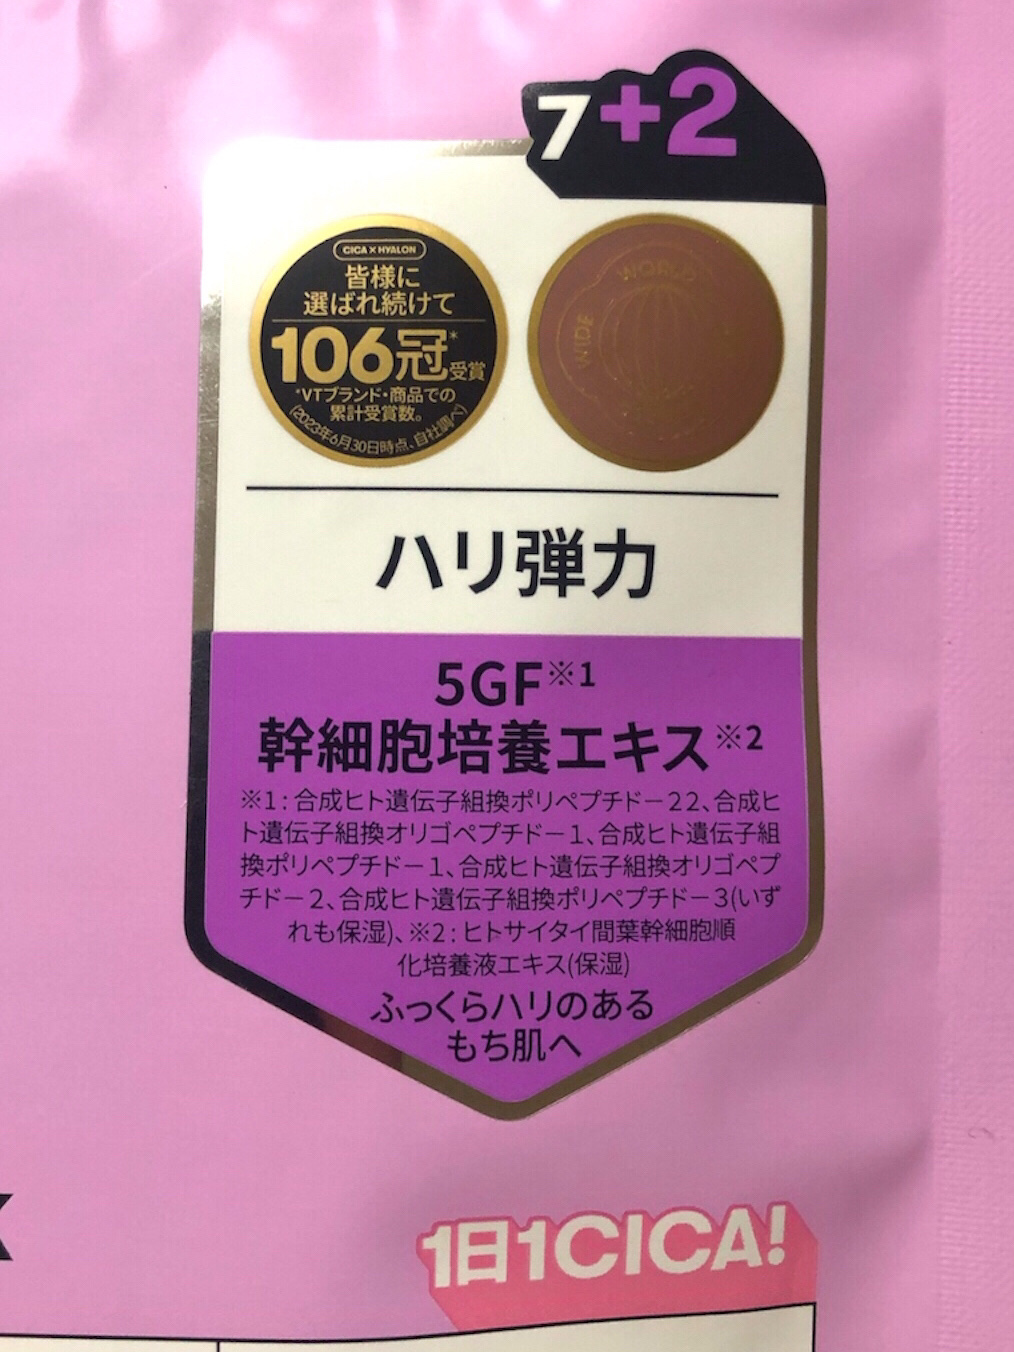 7+2
CICA×HYALON
皆様に
選ばれ続けて
106冠*受賞
*VTブランド・商品での
累計受賞数。
(2023年6月30日時点、自社調べ)
WORLD
WIDE
ハリ弾力
5GF※1
幹細胞培養エキス※2
※1:合成ヒト遺伝子組換ポリペプチド－22、合成ヒ
ト遺伝子組換オリゴペプチド－1、合成ヒト遺伝子組
換ポリペプチド－1、合成ヒト遺伝子組換オリゴペプ
チド－2、合成ヒト遺伝子組換ポリペプチド－3(いず
れも保湿)、※2:ヒトサイタイ間葉幹細胞順
化培養液エキス(保湿)
ふっくらハリのある
もち肌へ
1日1CICA!